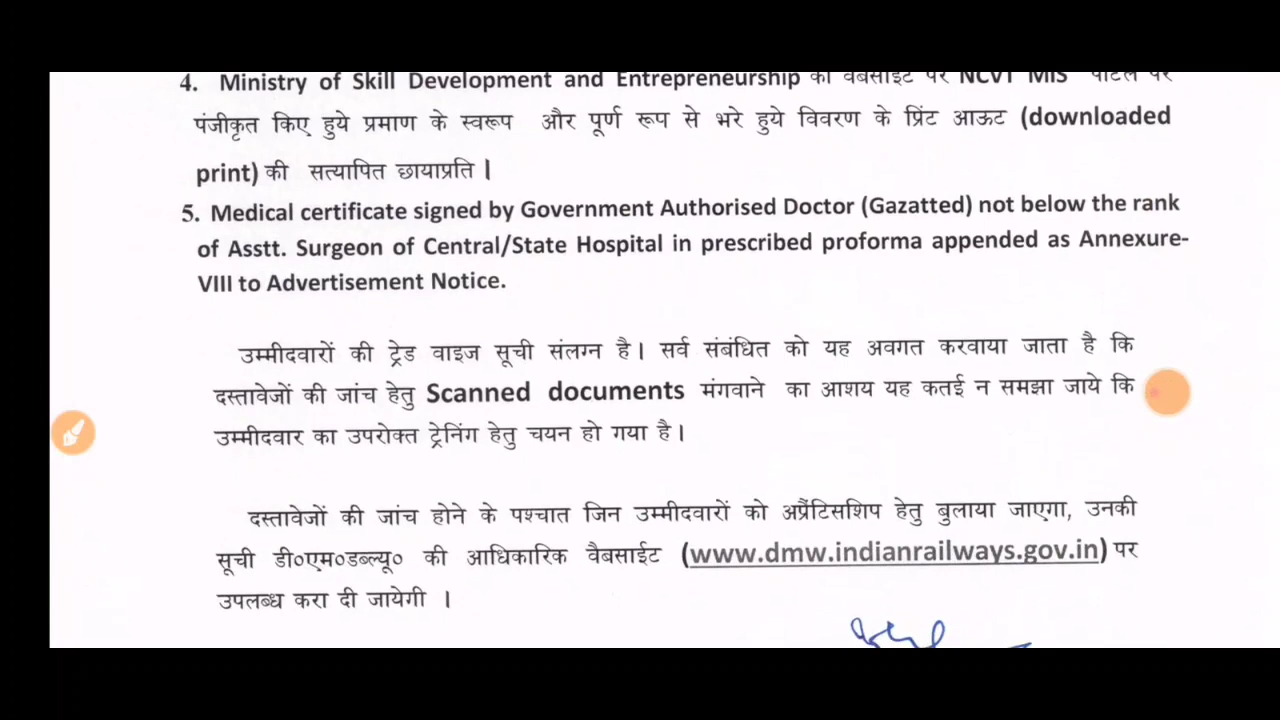 4. Ministry of Skill Development and Entrepreneurship की वेबसाईट पर NCVT MIS पोर्टल पर
पंजीकृत किए हुये प्रमाण के स्वरूप और पूर्ण रूप से भरे हुये विवरण के प्रिंट आऊट (downloaded
print) की सत्यापित छायाप्रति ।
5. Medical certificate signed by Government Authorised Doctor (Gazatted) not below the rank
of Asstt. Surgeon of Central/State Hospital in prescribed proforma appended as Annexure-
VIII to Advertisement Notice.
उम्मीदवारों की ट्रेड वाइज सूची संलग्न है। सर्व संबंधित को यह अवगत करवाया जाता है कि
दस्तावेजों की जांच हेतु Scanned documents मंगवाने का आशय यह कतई न समझा जाये कि
उम्मीदवार का उपरोक्त ट्रेनिंग हेतु चयन हो गया है।
दस्तावेजों की जांच होने के पश्चात जिन उम्मीदवारों को अप्रैंटिसशिप हेतु बुलाया जाएगा, उनकी
सूची डी०एम०डब्ल्यू० की आधिकारिक वैबसाईट (www.dmw.indianrailways.gov.in) पर
उपलब्ध करा दी जायेगी ।